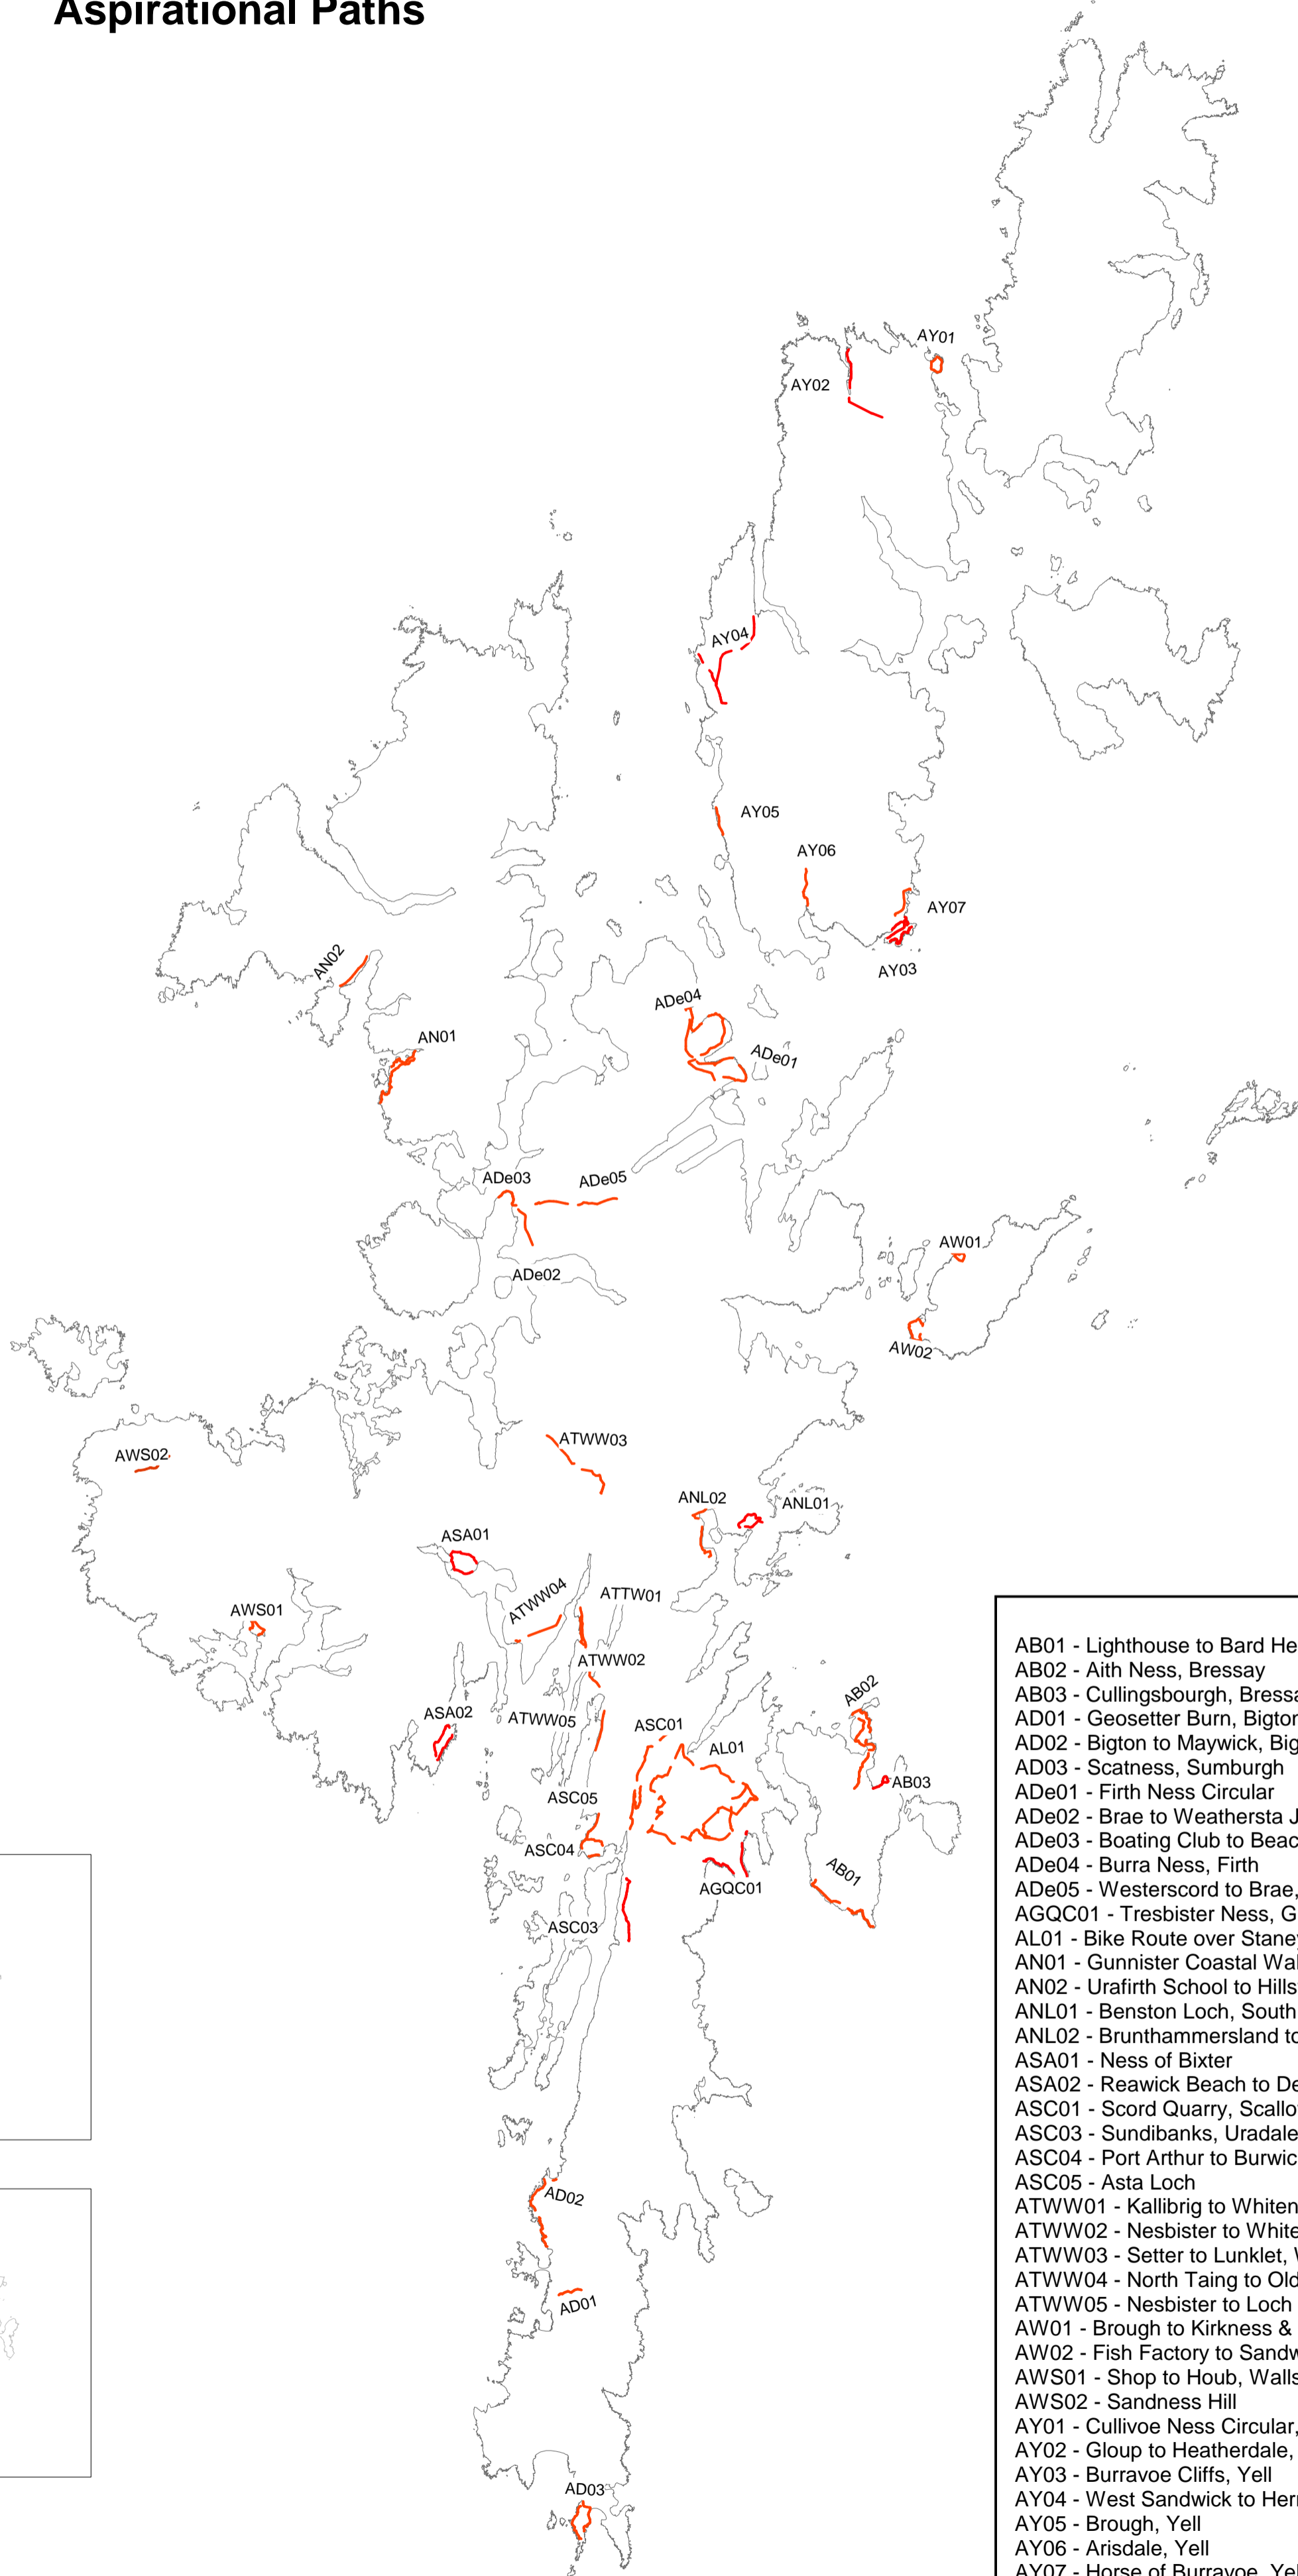 Aspirational Paths
AY01
AY02
AY04
AY05
AY06
AY07
AY03
AN02
ADe04
AN01
ADe01
ADe03
ADe05
AW01
ADe02
AW02
ATWW03
AWS02
ANL02
ANL01
ASA01
ATWW04
ATTW01
AWS01
ATWW02
AB02
ASA02
ATWW05
ASC01
AL01
AB03
ASC05
ASC04
AB01
AGQC01
ASC03
AD02
AD01
AD03
AB01 - Lighthouse to Bard He
AB02 - Aith Ness, Bressay
AB03 - Cullingsbourgh, Bressa
AD01 - Geosetter Burn, Bigton
AD02 - Bigton to Maywick, Big
AD03 - Scatness, Sumburgh
ADe01 - Firth Ness Circular
ADe02 - Brae to Weathersta J
ADe03 - Boating Club to Beac
ADe04 - Burra Ness, Firth
ADe05 - Westerscord to Brae,
AGQC01 - Tresbister Ness, G
AL01 - Bike Route over Staney
AN01 - Gunnister Coastal Wal
AN02 - Urafirth School to Hills
ANL01 - Benston Loch, South
ANL02 - Brunthammersland to
ASA01 - Ness of Bixter
ASA02 - Reawick Beach to De
ASC01 - Scord Quarry, Scallo
ASC03 - Sundibanks, Uradale
ASC04 - Port Arthur to Burwic
ASC05 - Asta Loch
ATWW01 - Kallibrig to Whiten
ATWW02 - Nesbister to White
ATWW03 - Setter to Lunklet, W
ATWW04 - North Taing to Old
ATWW05 - Nesbister to Loch
AW01 - Brough to Kirkness &
AW02 - Fish Factory to Sandw
AWS01 - Shop to Houb, Walls
AWS02 - Sandness Hill
AY01 - Cullivoe Ness Circular,
AY02 - Gloup to Heatherdale,
AY03 - Burravoe Cliffs, Yell
AY04 - West Sandwick to Herr
AY05 - Brough, Yell
AY06 - Arisdale, Yell
AY07 - Horse of Burravoe, Yel